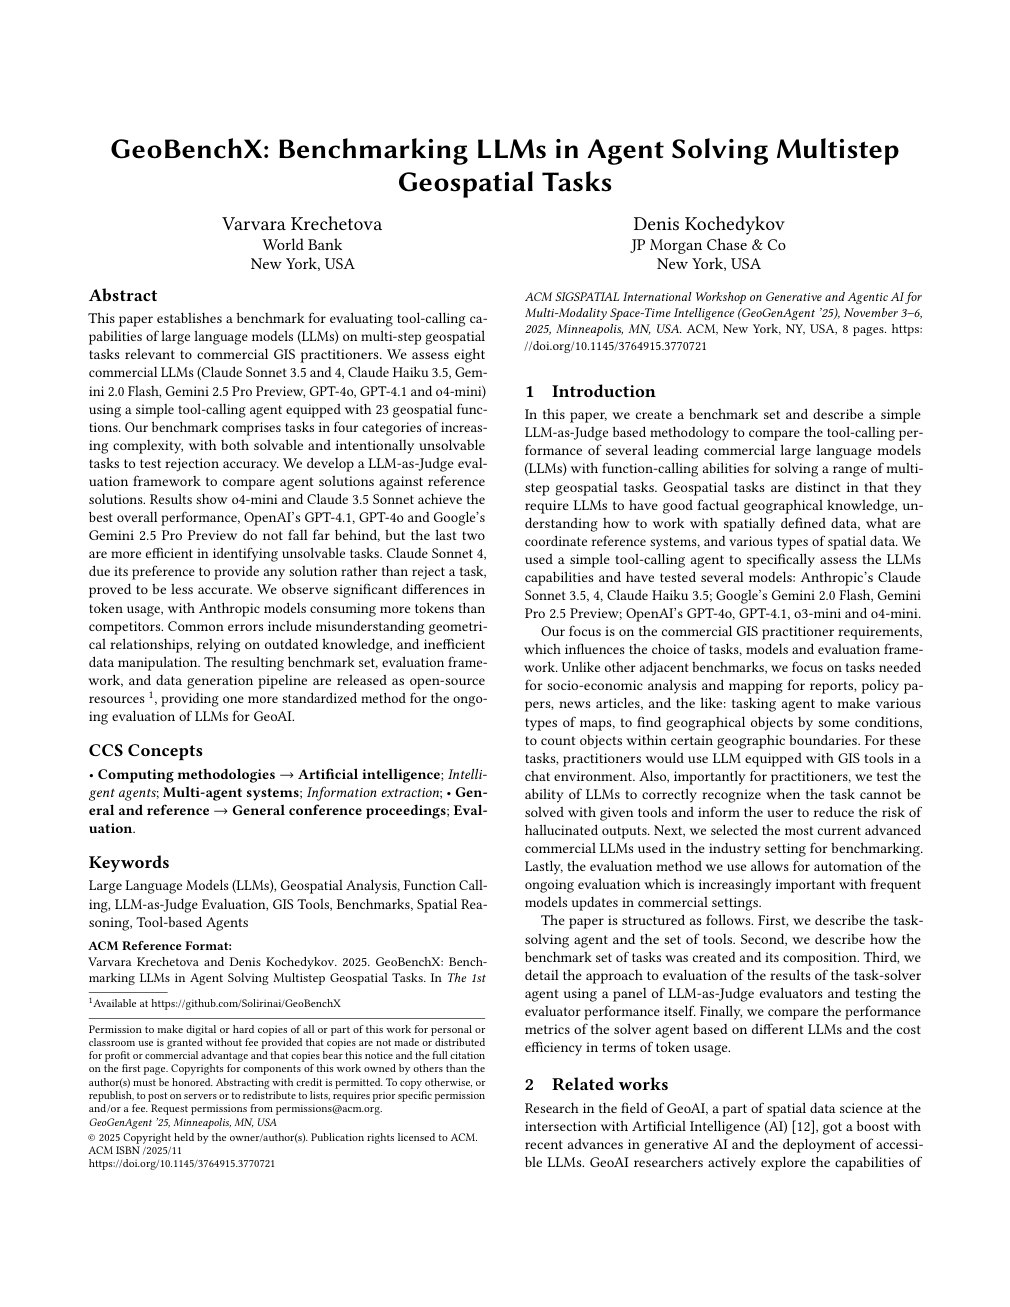 GeoBenchX: Benchmarking LLMs in Agent Solving Multistep
Geospatial Tasks
Varvara Krechetova
World Bank
New York, USA
Denis Kochedykov
JP Morgan Chase & Co
New York, USA
Abstract
This paper establishes a benchmark for evaluating tool-calling ca-
pabilities of large language models (LLMs) on multi-step geospatial
tasks relevant to commercial GIS practitioners. We assess eight
commercial LLMs (Claude Sonnet 3.5 and 4, Claude Haiku 3.5, Gem-
ini 2.0 Flash, Gemini 2.5 Pro Preview, GPT-4o, GPT-4.1 and o4-mini)
using a simple tool-calling agent equipped with 23 geospatial func-
tions. Our benchmark comprises tasks in four categories of increas-
ing complexity, with both solvable and intentionally unsolvable
tasks to test rejection accuracy. We develop a LLM-as-Judge eval-
uation framework to compare agent solutions against reference
solutions. Results show o4-mini and Claude 3.5 Sonnet achieve the
best overall performance, OpenAI's GPT-4.1, GPT-4o and Google's
Gemini 2.5 Pro Preview do not fall far behind, but the last two
are more efficient in identifying unsolvable tasks. Claude Sonnet 4,
due its preference to provide any solution rather than reject a task,
proved to be less accurate. We observe significant differences in
token usage, with Anthropic models consuming more tokens than
competitors. Common errors include misunderstanding geometri-
cal relationships, relying on outdated knowledge, and inefficient
data manipulation. The resulting benchmark set, evaluation frame-
work, and data generation pipeline are released as open-source
resources 1, providing one more standardized method for the ongo-
ing evaluation of LLMs for GeoAI.
CCS Concepts
• Computing methodologies → Artificial intelligence; Intelli-
gent agents; Multi-agent systems; Information extraction; • Gen-
eral and reference → General conference proceedings; Eval-
uation.
Keywords
Large Language Models (LLMs), Geospatial Analysis, Function Call-
ing, LLM-as-Judge Evaluation, GIS Tools, Benchmarks, Spatial Rea-
soning, Tool-based Agents
ACM Reference Format:
Varvara Krechetova and Denis Kochedykov. 2025. GeoBenchX: Bench-
marking LLMs in Agent Solving Multistep Geospatial Tasks. In The 1st
1Available at https://github.com/Solirinai/GeoBenchX
Permission to make digital or hard copies of all or part of this work for personal or
classroom use is granted without fee provided that copies are not made or distributed
for profit or commercial advantage and that copies bear this notice and the full citation
on the first page. Copyrights for components of this work owned by others than the
author(s) must be honored. Abstracting with credit is permitted. To copy otherwise, or
republish, to post on servers or to redistribute to lists, requires prior specific permission
and/or a fee. Request permissions from permissions@acm.org.
GeoGenAgent '25, Minneapolis, MN, USA
© 2025 Copyright held by the owner/author(s). Publication rights licensed to ACM.
ACM ISBN /2025/11
https://doi.org/10.1145/3764915.3770721
ACM SIGSPATIAL International Workshop on Generative and Agentic AI for
Multi-Modality Space-Time Intelligence (GeoGenAgent '25), November 3–6,
2025, Minneapolis, MN, USA. ACM, New York, NY, USA, 8 pages. https:
//doi.org/10.1145/3764915.3770721
1 Introduction
In this paper, we create a benchmark set and describe a simple
LLM-as-Judge based methodology to compare the tool-calling per-
formance of several leading commercial large language models
(LLMs) with function-calling abilities for solving a range of multi-
step geospatial tasks. Geospatial tasks are distinct in that they
require LLMs to have good factual geographical knowledge, un-
derstanding how to work with spatially defined data, what are
coordinate reference systems, and various types of spatial data. We
used a simple tool-calling agent to specifically assess the LLMs
capabilities and have tested several models: Anthropic's Claude
Sonnet 3.5, 4, Claude Haiku 3.5; Google's Gemini 2.0 Flash, Gemini
Pro 2.5 Preview; OpenAI's GPT-4o, GPT-4.1, o3-mini and o4-mini.
Our focus is on the commercial GIS practitioner requirements,
which influences the choice of tasks, models and evaluation frame-
work. Unlike other adjacent benchmarks, we focus on tasks needed
for socio-economic analysis and mapping for reports, policy pa-
pers, news articles, and the like: tasking agent to make various
types of maps, to find geographical objects by some conditions,
to count objects within certain geographic boundaries. For these
tasks, practitioners would use LLM equipped with GIS tools in a
chat environment. Also, importantly for practitioners, we test the
ability of LLMs to correctly recognize when the task cannot be
solved with given tools and inform the user to reduce the risk of
hallucinated outputs. Next, we selected the most current advanced
commercial LLMs used in the industry setting for benchmarking.
Lastly, the evaluation method we use allows for automation of the
ongoing evaluation which is increasingly important with frequent
models updates in commercial settings.
The paper is structured as follows. First, we describe the task-
solving agent and the set of tools. Second, we describe how the
benchmark set of tasks was created and its composition. Third, we
detail the approach to evaluation of the results of the task-solver
agent using a panel of LLM-as-Judge evaluators and testing the
evaluator performance itself. Finally, we compare the performance
metrics of the solver agent based on different LLMs and the cost
efficiency in terms of token usage.
2 Related works
Research in the field of GeoAI, a part of spatial data science at the
intersection with Artificial Intelligence (AI) [12], got a boost with
recent advances in generative AI and the deployment of accessi-
ble LLMs. GeoAI researchers actively explore the capabilities of